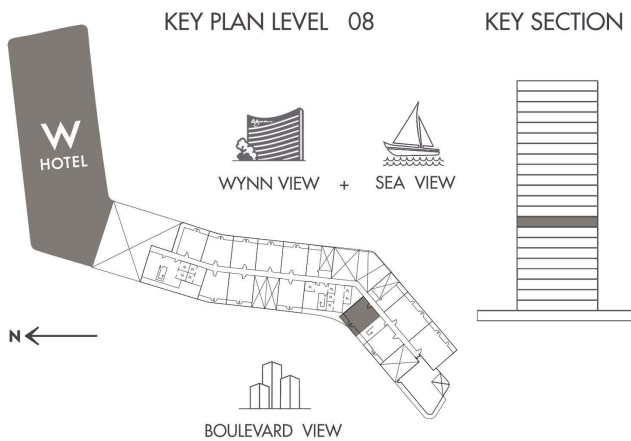 KEY PLAN LEVEL 08
KEY SECTION
W
HOTEL
WYNN VIEW + SEA VIEW
N
BOULEVARD VIEW